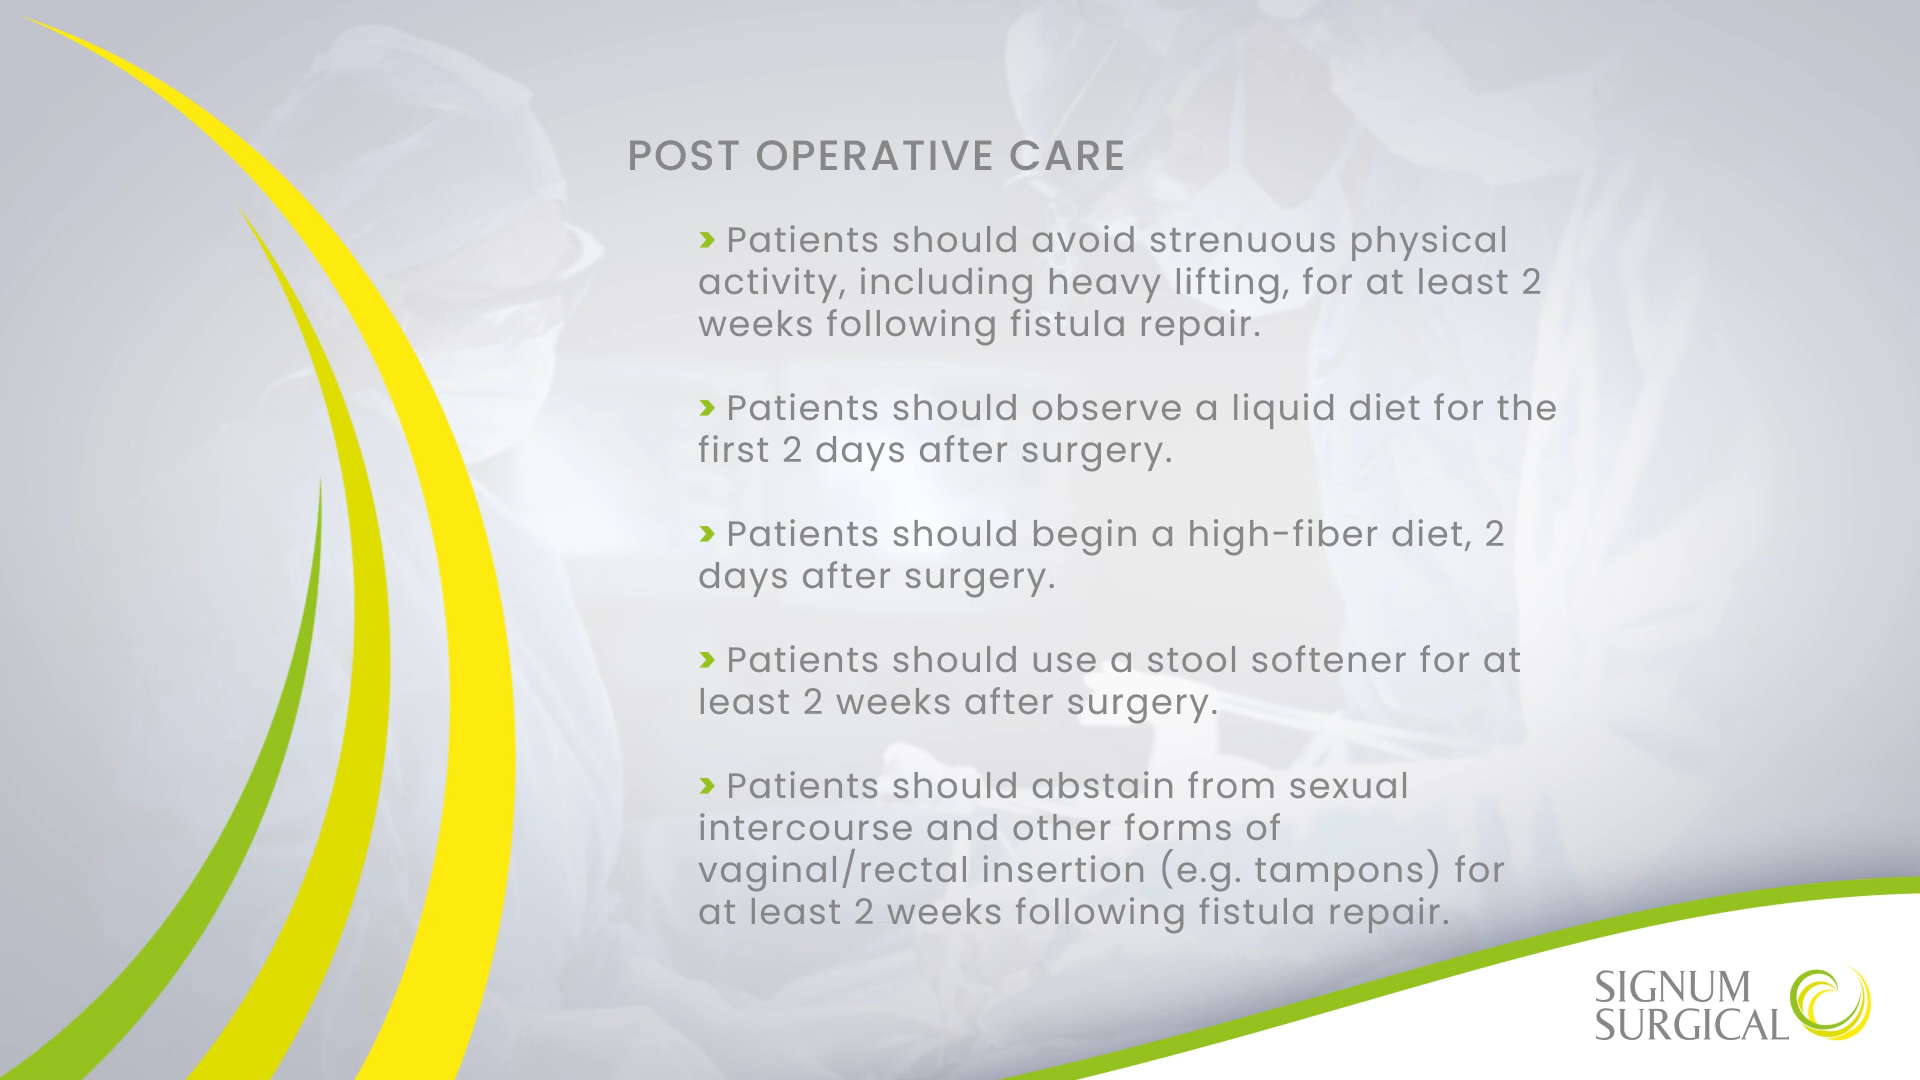 POST OPERATIVE CARE
› Patients should avoid strenuous physical
activity, including heavy lifting, for at least 2
weeks following fistula repair.
› Patients should observe a liquid diet for the
first 2 days after surgery.
› Patients should begin a high-fiber diet, 2
days after surgery.
› Patients should use a stool softener for at
least 2 weeks after surgery.
› Patients should abstain from sexual
intercourse and other forms of
vaginal/rectal insertion (e.g. tampons) for
at least 2 weeks following fistula repair.
SIGNUM
SURGICAL